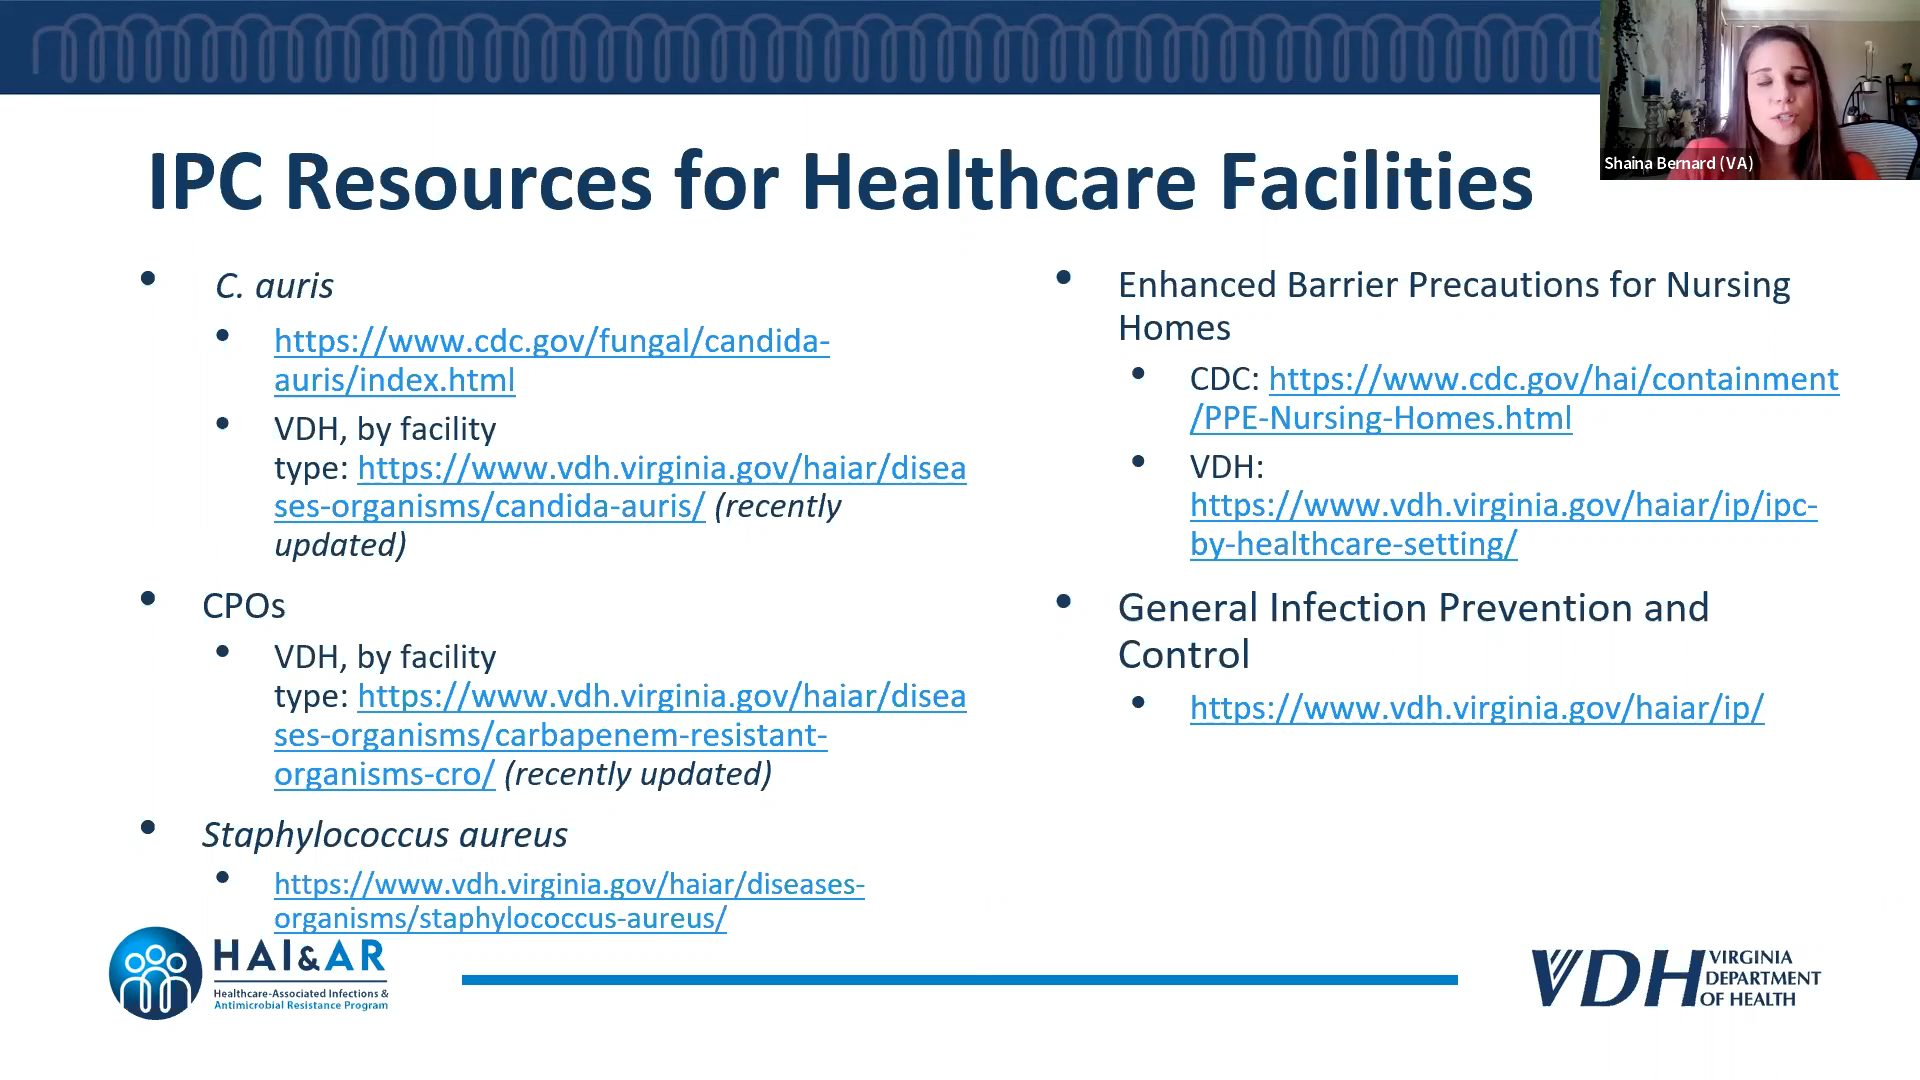 Shaina Bernard (VA)
IPC Resources for Healthcare Facilities
• C. auris
• https://www.cdc.gov/fungal/candida-
auris/index.html
• VDH, by facility
type: https://www.vdh.virginia.gov/haiar/disea
ses-organisms/candida-auris/ (recently
updated)
• CPOs
• VDH, by facility
type: https://www.vdh.virginia.gov/haiar/disea
ses-organisms/carbapenem-resistant-
organisms-cro/ (recently updated)
• Staphylococcus aureus
• https://www.vdh.virginia.gov/haiar/diseases-
organisms/staphylococcus-aureus/
• Enhanced Barrier Precautions for Nursing
Homes
• CDC: https://www.cdc.gov/hai/containment
/PPE-Nursing-Homes.html
• VDH:
https://www.vdh.virginia.gov/haiar/ip/ipc-
by-healthcare-setting/
• General Infection Prevention and
Control
• https://www.vdh.virginia.gov/haiar/ip/
HAI&AR
Healthcare-Associated Infections &
Antimicrobial Resistance Program
VDH VIRGINIA
DEPARTMENT
OF HEALTH